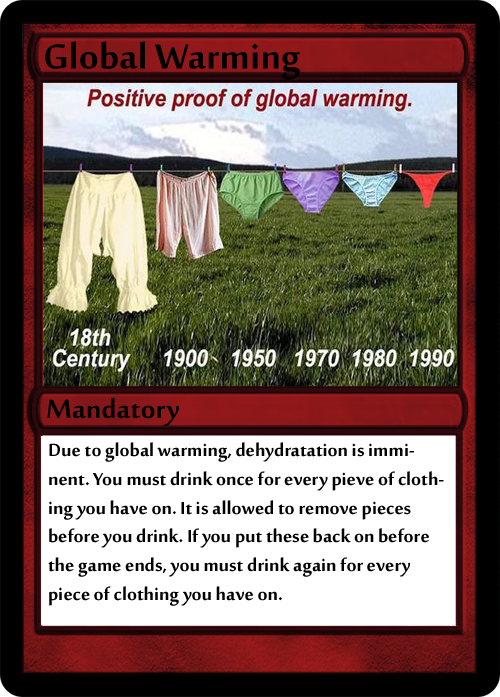 Global Warming
Positive proof of global warming.
18th
Century 1900 1950 1970 1980 1990
Mandatory
Due to global warming, dehydratation is immi-
nent. You must drink once for every pieve of cloth-
ing you have on. It is allowed to remove pieces
before you drink. If you put these back on before
the game ends, you must drink again for every
piece of clothing you have on.